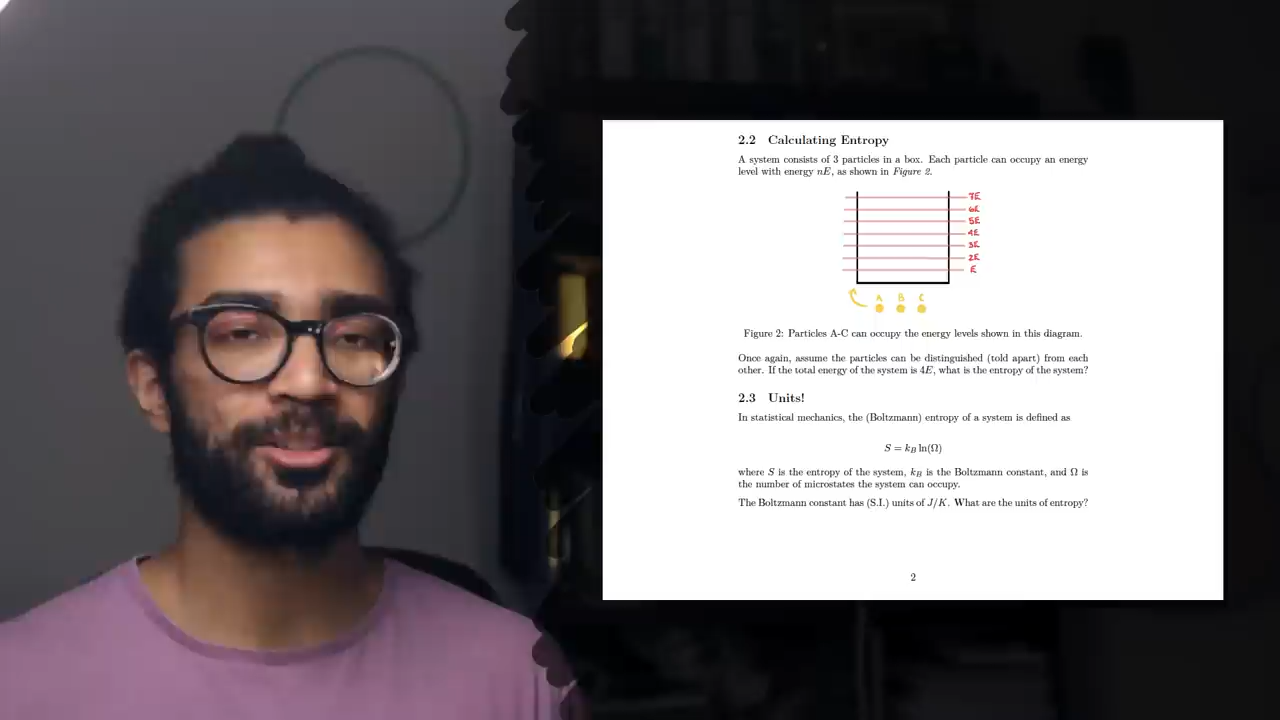 2.2 Calculating Entropy
A system consists of 3 particles in a box. Each particle can occupy an energy
level with energy nE, as shown in Figure 2.
7E
6E
5E
4E
3E
2E
E
A B C
Figure 2: Particles A-C can occupy the energy levels shown in this diagram.
Once again, assume the particles can be distinguished (told apart) from each
other. If the total energy of the system is 4E, what is the entropy of the system?
2.3 Units!
In statistical mechanics, the (Boltzmann) entropy of a system is defined as
S = k_B ln(Ω)
where S is the entropy of the system, k_B is the Boltzmann constant, and Ω is
the number of microstates the system can occupy.
The Boltzmann constant has (S.I.) units of J/K. What are the units of entropy?
2